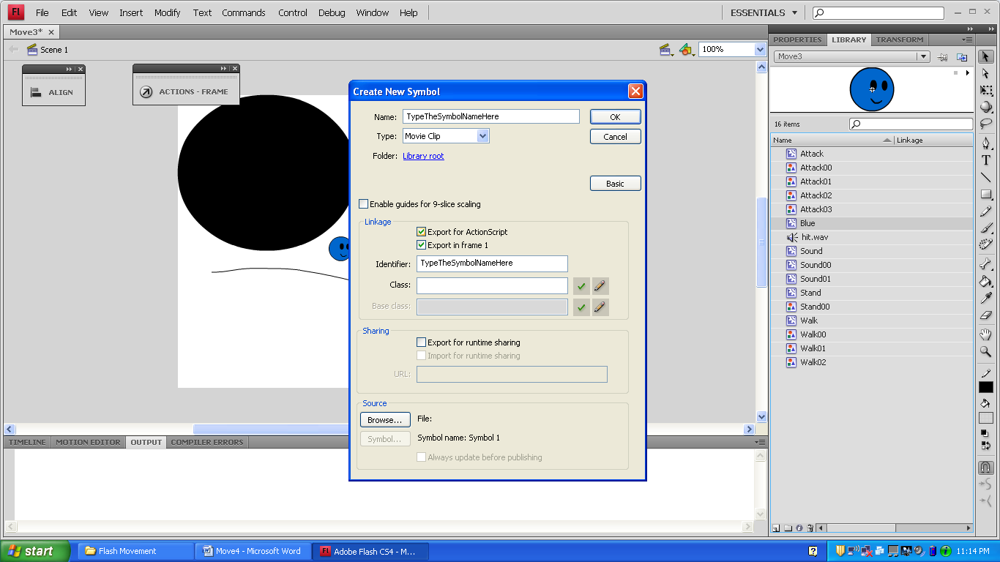 Fl File Edit View Insert Modify Text Commands Control Debug Window Help ESSENTIALS
Move3* x
Scene 1 100%
ALIGN
ACTIONS - FRAME
Create New Symbol
Name: TypeTheSymbolNameHere OK
Type: Movie Clip Cancel
Folder: Library root
Basic
Enable guides for 9-slice scaling
Linkage
Export for ActionScript
Export in frame 1
Identifier: TypeTheSymbolNameHere
Class:
Base class:
Sharing
Export for runtime sharing
Import for runtime sharing
URL:
Source
Browse... File:
Symbol... Symbol name: Symbol 1
Always update before publishing
PROPERTIES LIBRARY TRANSFORM
Move3
16 items
Name Linkage
Attack
Attack00
Attack01
Attack02
Attack03
Blue
hit.wav
Sound
Sound00
Sound01
Stand
Stand00
Walk
Walk00
Walk01
Walk02
T
TIMELINE MOTION EDITOR OUTPUT COMPILER ERRORS
start Flash Movement Move4 - Microsoft Word Fl Adobe Flash CS4 - M... 11:14 PM